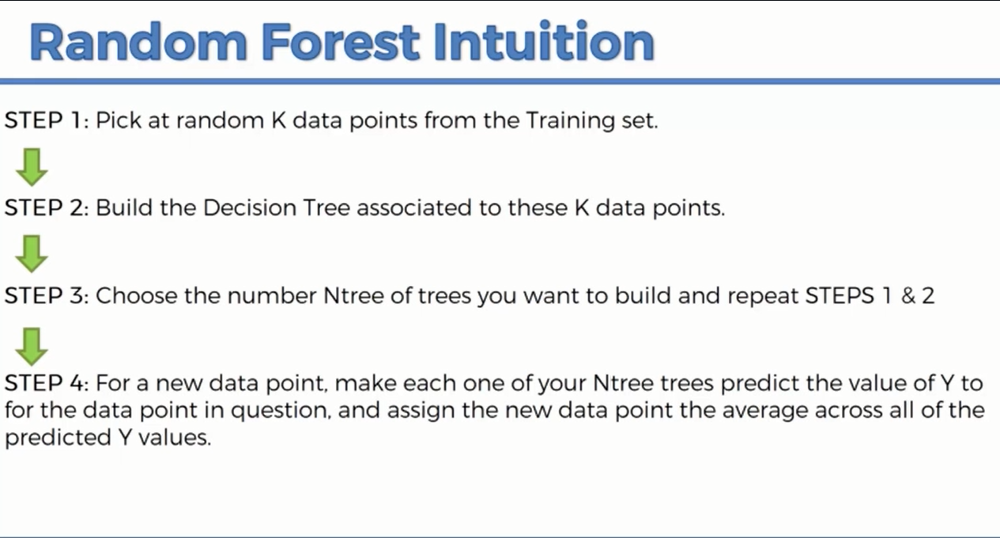 Random Forest Intuition
STEP 1: Pick at random K data points from the Training set.
STEP 2: Build the Decision Tree associated to these K data points.
STEP 3: Choose the number Ntree of trees you want to build and repeat STEPS 1 & 2
STEP 4: For a new data point, make each one of your Ntree trees predict the value of Y to
for the data point in question, and assign the new data point the average across all of the
predicted Y values.